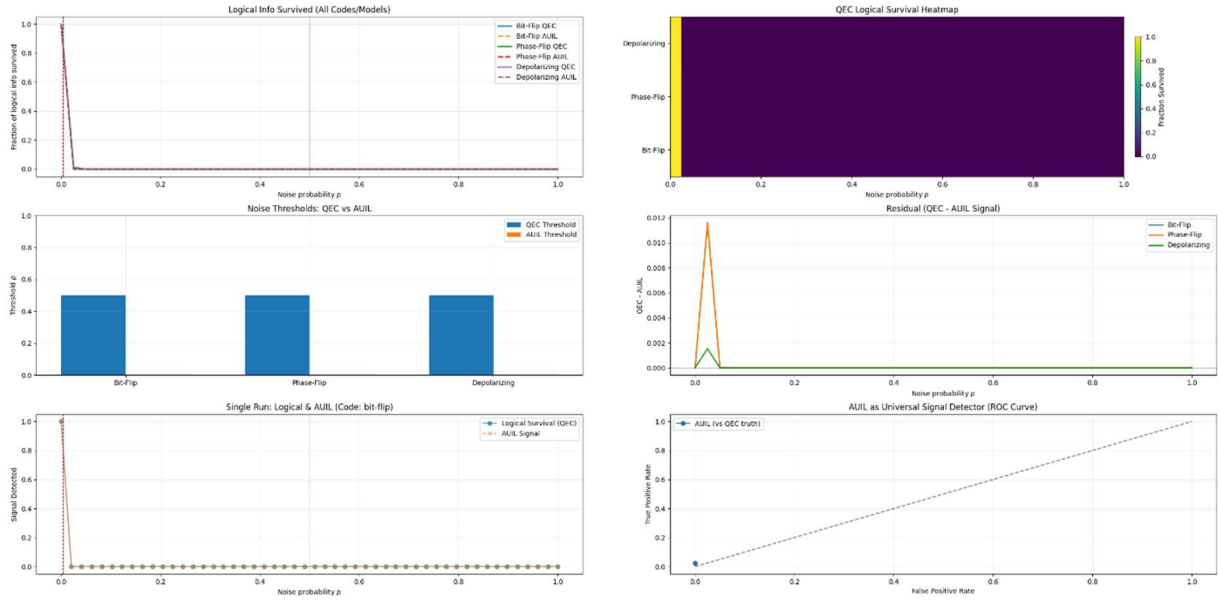 Logical Info Survived (All Codes/Models)
Fraction of logical info survived
1.0
0.8
0.6
0.4
0.2
0.0
Bit-Flip QEC
Bit-Flip AUIL
Phase-Flip QEC
Phase-Flip AUIL
Depolarizing QEC
Depolarizing AUIL
0.0 0.2 0.4 0.6 0.8 1.0
Noise probability p
QEC Logical Survival Heatmap
Depolarizing
Phase-Flip
Bit-Flip
0.0 0.2 0.4 0.6 0.8 1.0
Noise probability p
1.0
0.8
0.6
0.4
0.2
0.0
Fraction Survived
Noise Thresholds: QEC vs AUIL
Threshold p
1.0
0.8
0.6
0.4
0.2
0.0
QEC Threshold
AUIL Threshold
Bit-Flip Phase-Flip Depolarizing
Residual (QEC - AUIL Signal)
QEC - AUIL
0.012
0.010
0.008
0.006
0.004
0.002
0.000
Bit-Flip
Phase-Flip
Depolarizing
0.0 0.2 0.4 0.6 0.8 1.0
Noise probability p
Single Run: Logical & AUIL (Code: bit-flip)
Signal Detected
1.0
0.8
0.6
0.4
0.2
0.0
Logical Survival (QEC)
AUIL Signal
0.0 0.2 0.4 0.6 0.8 1.0
Noise probability p
AUIL as Universal Signal Detector (ROC Curve)
True Positive Rate
1.0
0.8
0.6
0.4
0.2
0.0
AUIL (vs QEC truth)
0.0 0.2 0.4 0.6 0.8 1.0
False Positive Rate